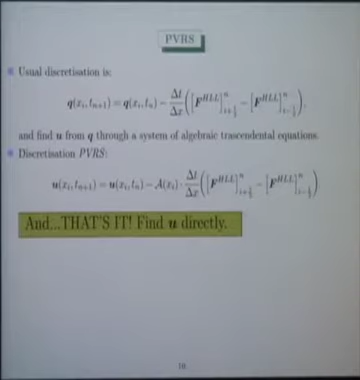 PVRS
Usual discretisation is:
q(x_i, t_{n+1}) = q(x_i, t_n) − Δt/Δx ([F^{HLL}]^n_{i+1/2} − [F^{HLL}]^n_{i−1/2}),
and find u from q through a system of algebraic trascendental equations.
Discretisation PVRS:
u(x_i, t_{n+1}) = u(x_i, t_n) − A(x_i) · Δt/Δx ([F^{HLL}]^n_{i+1/2} − [F^{HLL}]^n_{i−1/2})
And...THAT'S IT! Find u directly.